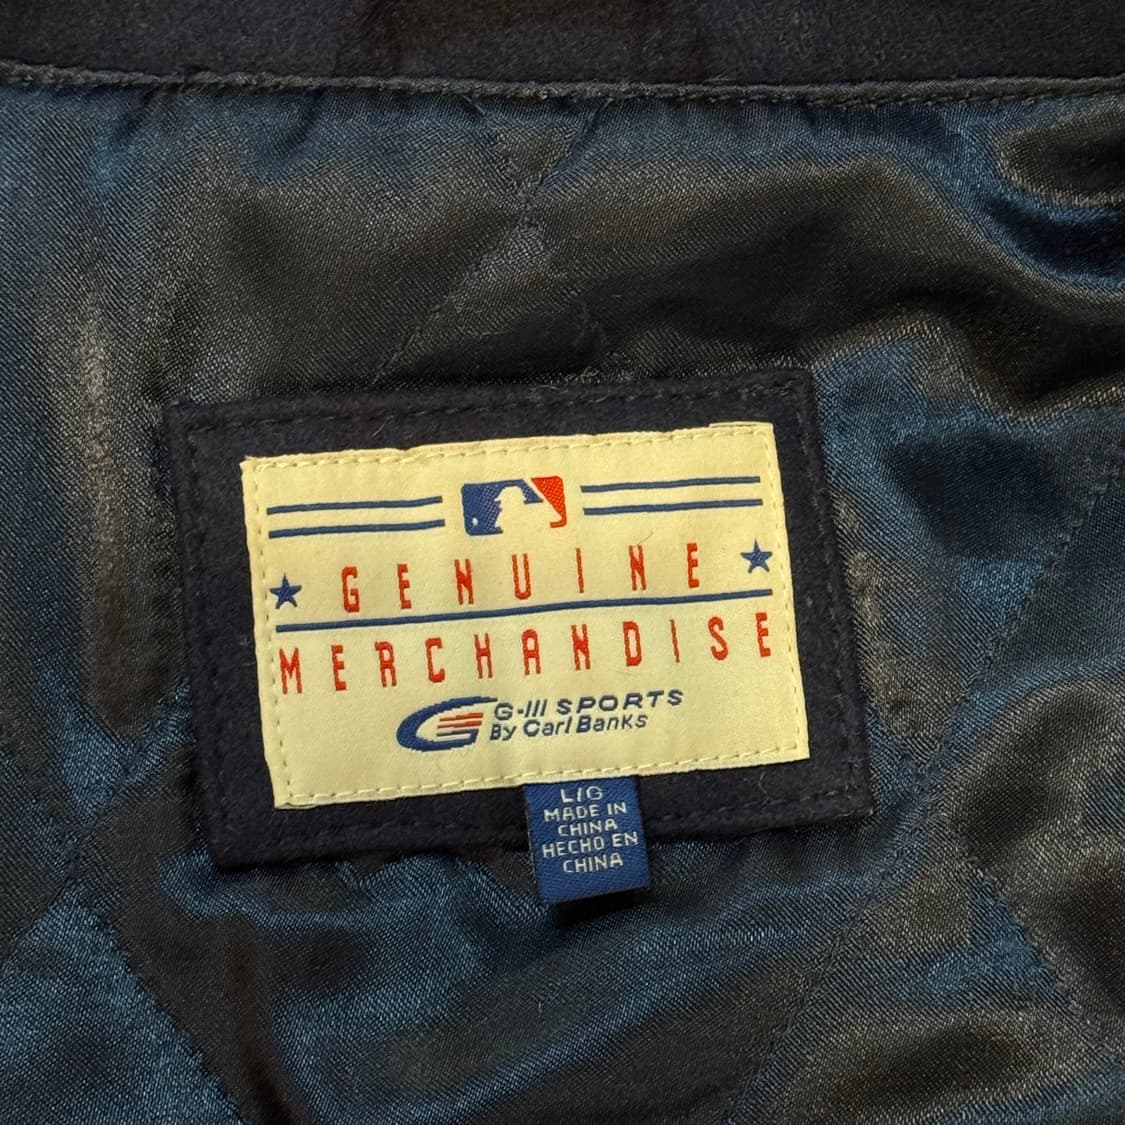 GENUINE
MERCHANDISE
G-III SPORTS
By Carl Banks
L/G
MADE IN
CHINA
HECHO EN
CHINA